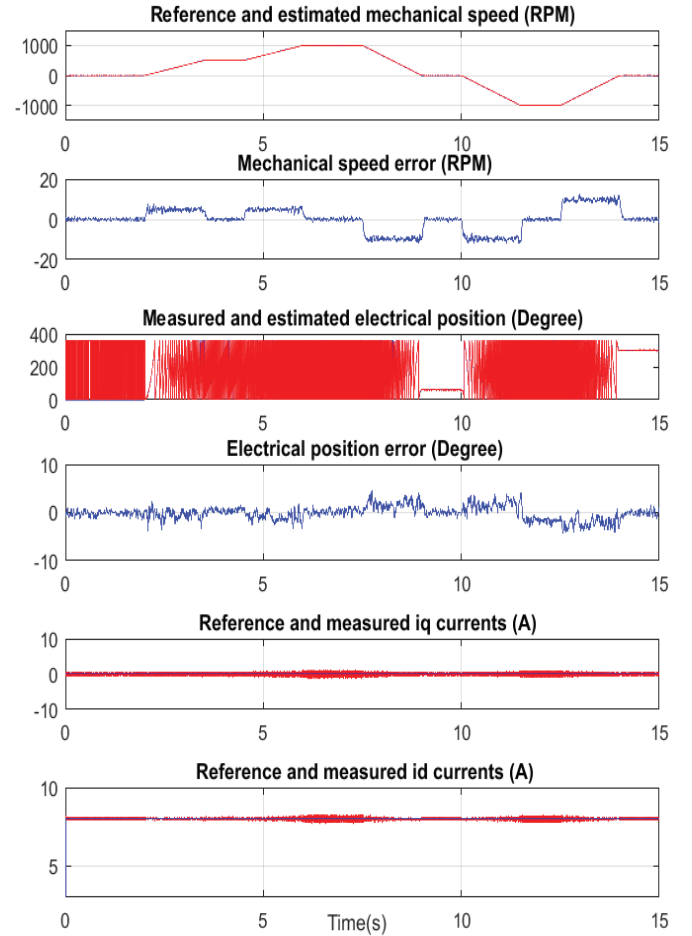 Reference and estimated mechanical speed (RPM)
1000
0
-1000
0 5 10 15
Mechanical speed error (RPM)
20
0
-20
0 5 10 15
Measured and estimated electrical position (Degree)
400
200
0
0 5 10 15
Electrical position error (Degree)
10
0
-10
0 5 10 15
Reference and measured iq currents (A)
10
0
-10
0 5 10 15
Reference and measured id currents (A)
10
5
0 5 10 15
Time(s)